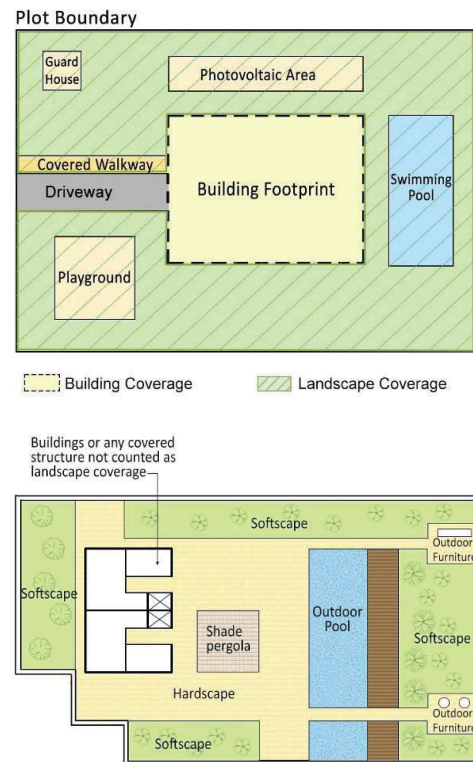 Plot Boundary
Guard
House
Photovoltaic Area
Covered Walkway
Driveway
Building Footprint
Swimming
Pool
Playground
Building Coverage
Landscape Coverage
Buildings or any covered
structure not counted as
landscape coverage
Softscape
Outdoor
Furniture
Softscape
Shade
pergola
Outdoor
Pool
Softscape
Hardscape
Softscape
Outdoor
Furniture